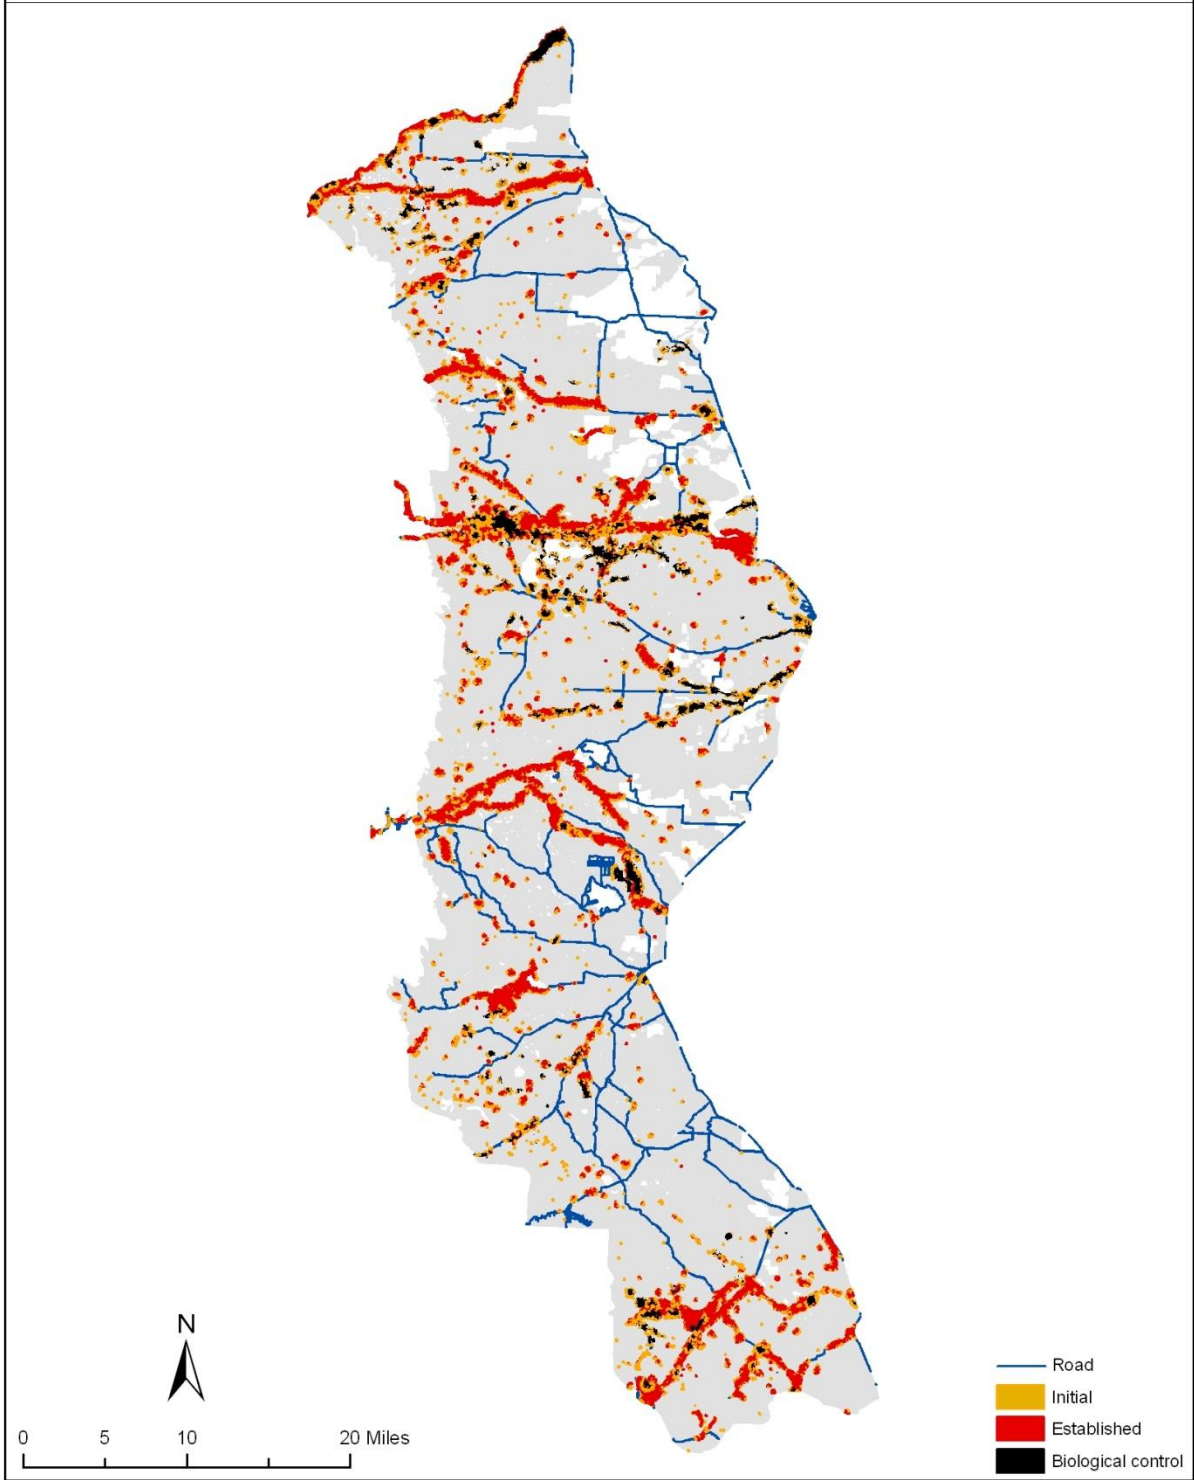 N
0 5 10 20 Miles
Road
Initial
Established
Biological control